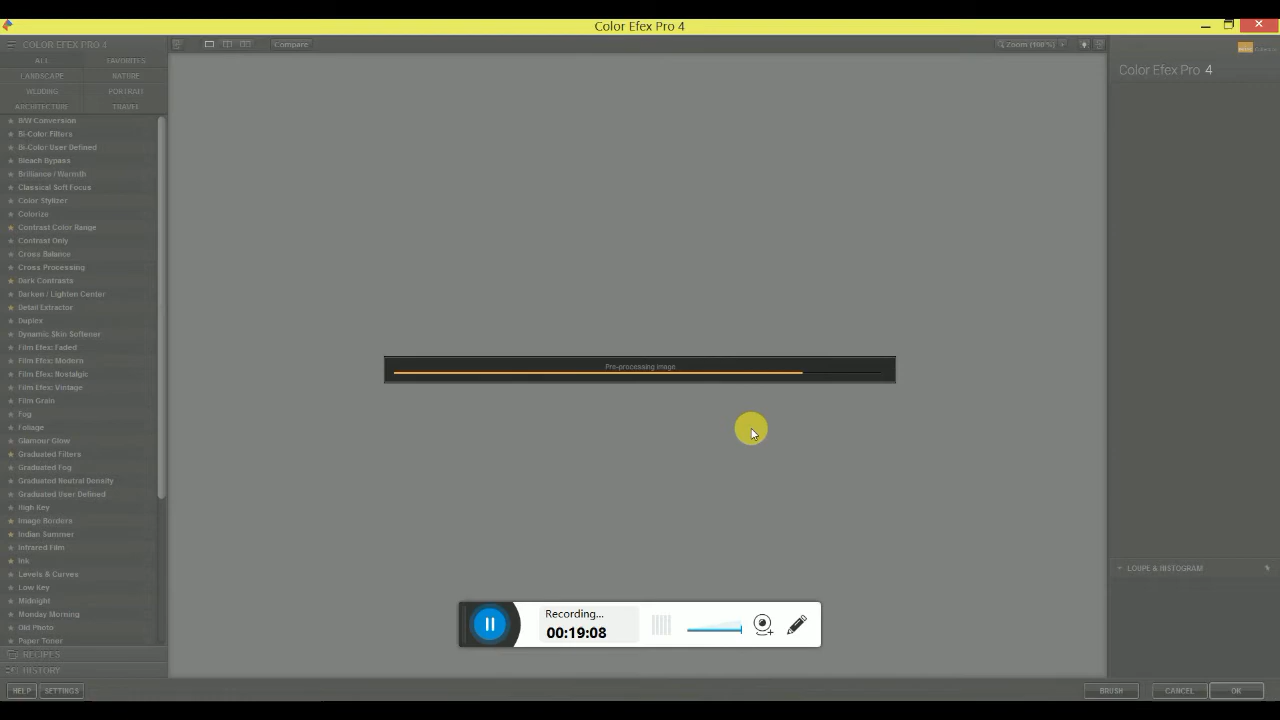 Color Efex Pro 4
COLOR EFEX PRO 4
Compare
Zoom (100 %)
Color Efex Pro 4
ALL
FAVORITES
LANDSCAPE
NATURE
WEDDING
PORTRAIT
ARCHITECTURE
TRAVEL
B/W Conversion
Bi-Color Filters
Bi-Color User Defined
Bleach Bypass
Brilliance / Warmth
Classical Soft Focus
Color Stylizer
Colorize
Contrast Color Range
Contrast Only
Cross Balance
Cross Processing
Dark Contrasts
Darken / Lighten Center
Detail Extractor
Duplex
Dynamic Skin Softener
Film Efex: Faded
Film Efex: Modern
Film Efex: Nostalgic
Film Efex: Vintage
Film Grain
Fog
Foliage
Glamour Glow
Graduated Filters
Graduated Fog
Graduated Neutral Density
Graduated User Defined
High Key
Image Borders
Indian Summer
Infrared Film
Ink
Levels & Curves
Low Key
Midnight
Monday Morning
Old Photo
Paper Toner
Pre-processing image
LOUPE & HISTOGRAM
Recording...
00:19:08
RECIPES
HISTORY
HELP
SETTINGS
BRUSH
CANCEL
OK